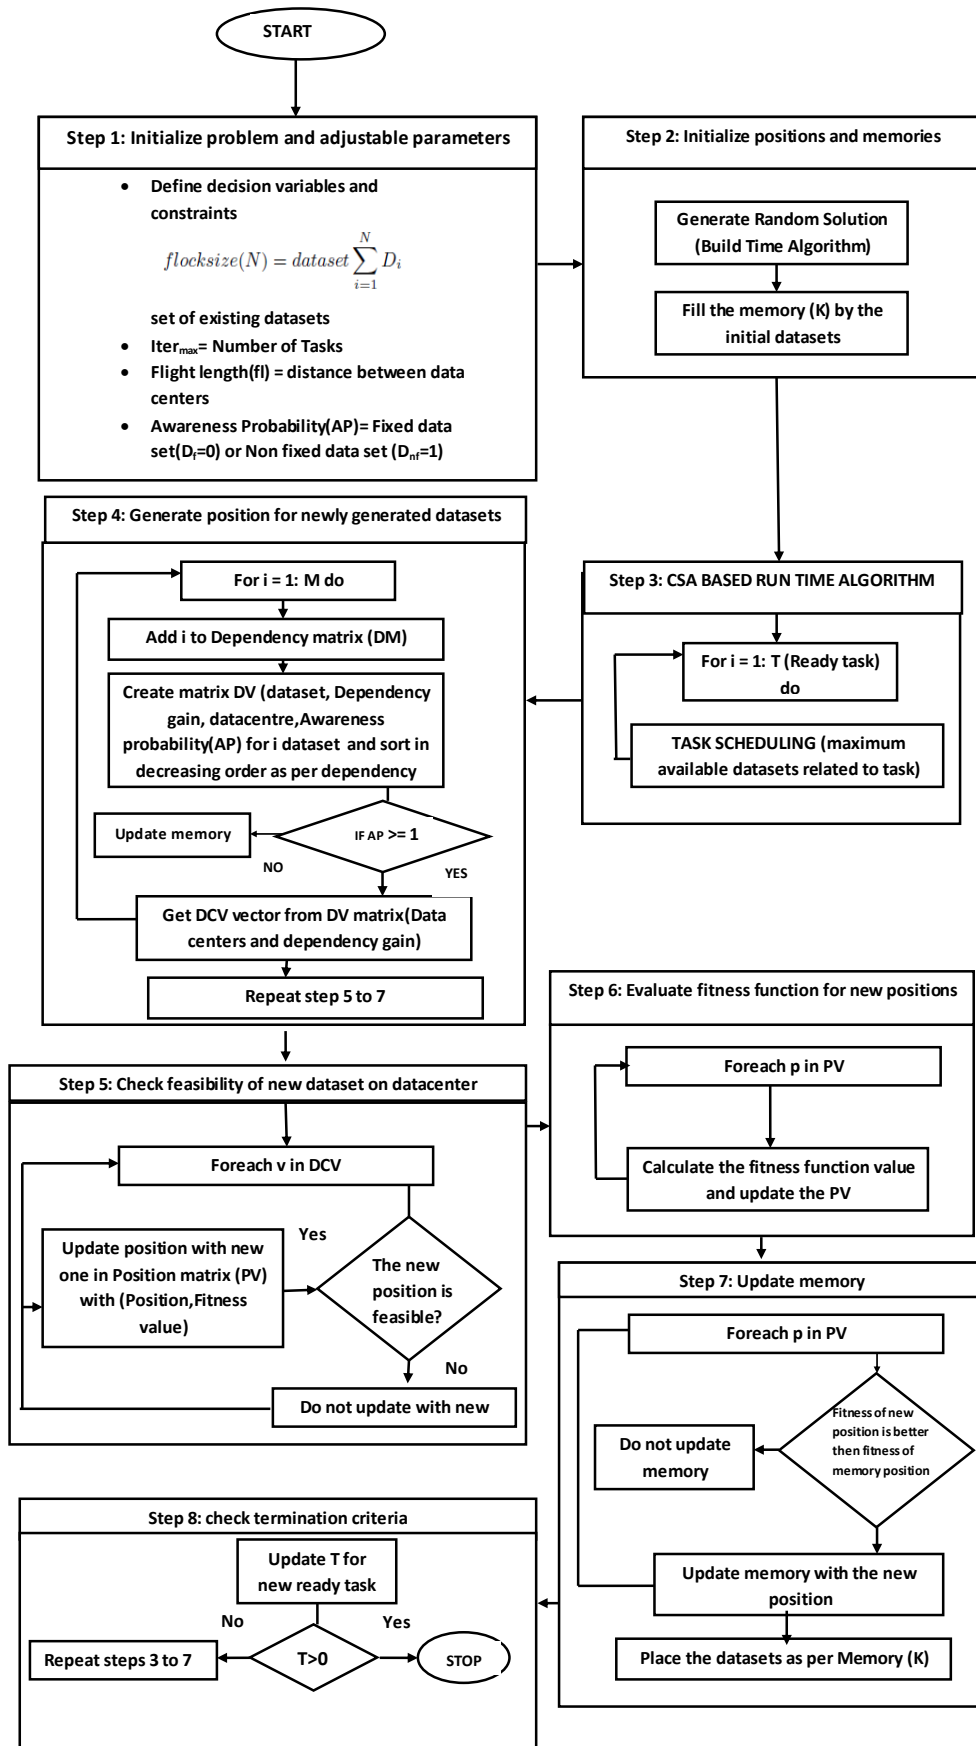 START
Step 1: Initialize problem and adjustable parameters
• Define decision variables and
constraints
flocksize(N) = dataset \sum_{i=1}^{N} D_i
set of existing datasets
• Iter_max= Number of Tasks
• Flight length(fl) = distance between data
centers
• Awareness Probability(AP)= Fixed data
set(D_f=0) or Non fixed data set (D_nf=1)
Step 2: Initialize positions and memories
Generate Random Solution
(Build Time Algorithm)
Fill the memory (K) by the
initial datasets
Step 3: CSA BASED RUN TIME ALGORITHM
For i = 1: T (Ready task)
do
TASK SCHEDULING (maximum
available datasets related to task)
Step 4: Generate position for newly generated datasets
For i = 1: M do
Add i to Dependency matrix (DM)
Create matrix DV (dataset, Dependency
gain, datacentre,Awareness
probability(AP) for i dataset and sort in
decreasing order as per dependency
IF AP >= 1
Update memory
NO
YES
Get DCV vector from DV matrix(Data
centers and dependency gain)
Repeat step 5 to 7
Step 5: Check feasibility of new dataset on datacenter
Foreach v in DCV
Yes
Update position with new
one in Position matrix (PV)
with (Position,Fitness
value)
The new
position is
feasible?
No
Do not update with new
Step 6: Evaluate fitness function for new positions
Foreach p in PV
Calculate the fitness function value
and update the PV
Step 7: Update memory
Foreach p in PV
Fitness of new
position is better
then fitness of
memory position
Do not update
memory
Update memory with the new
position
Place the datasets as per Memory (K)
Step 8: check termination criteria
Update T for
new ready task
No
Yes
T>0
Repeat steps 3 to 7
STOP